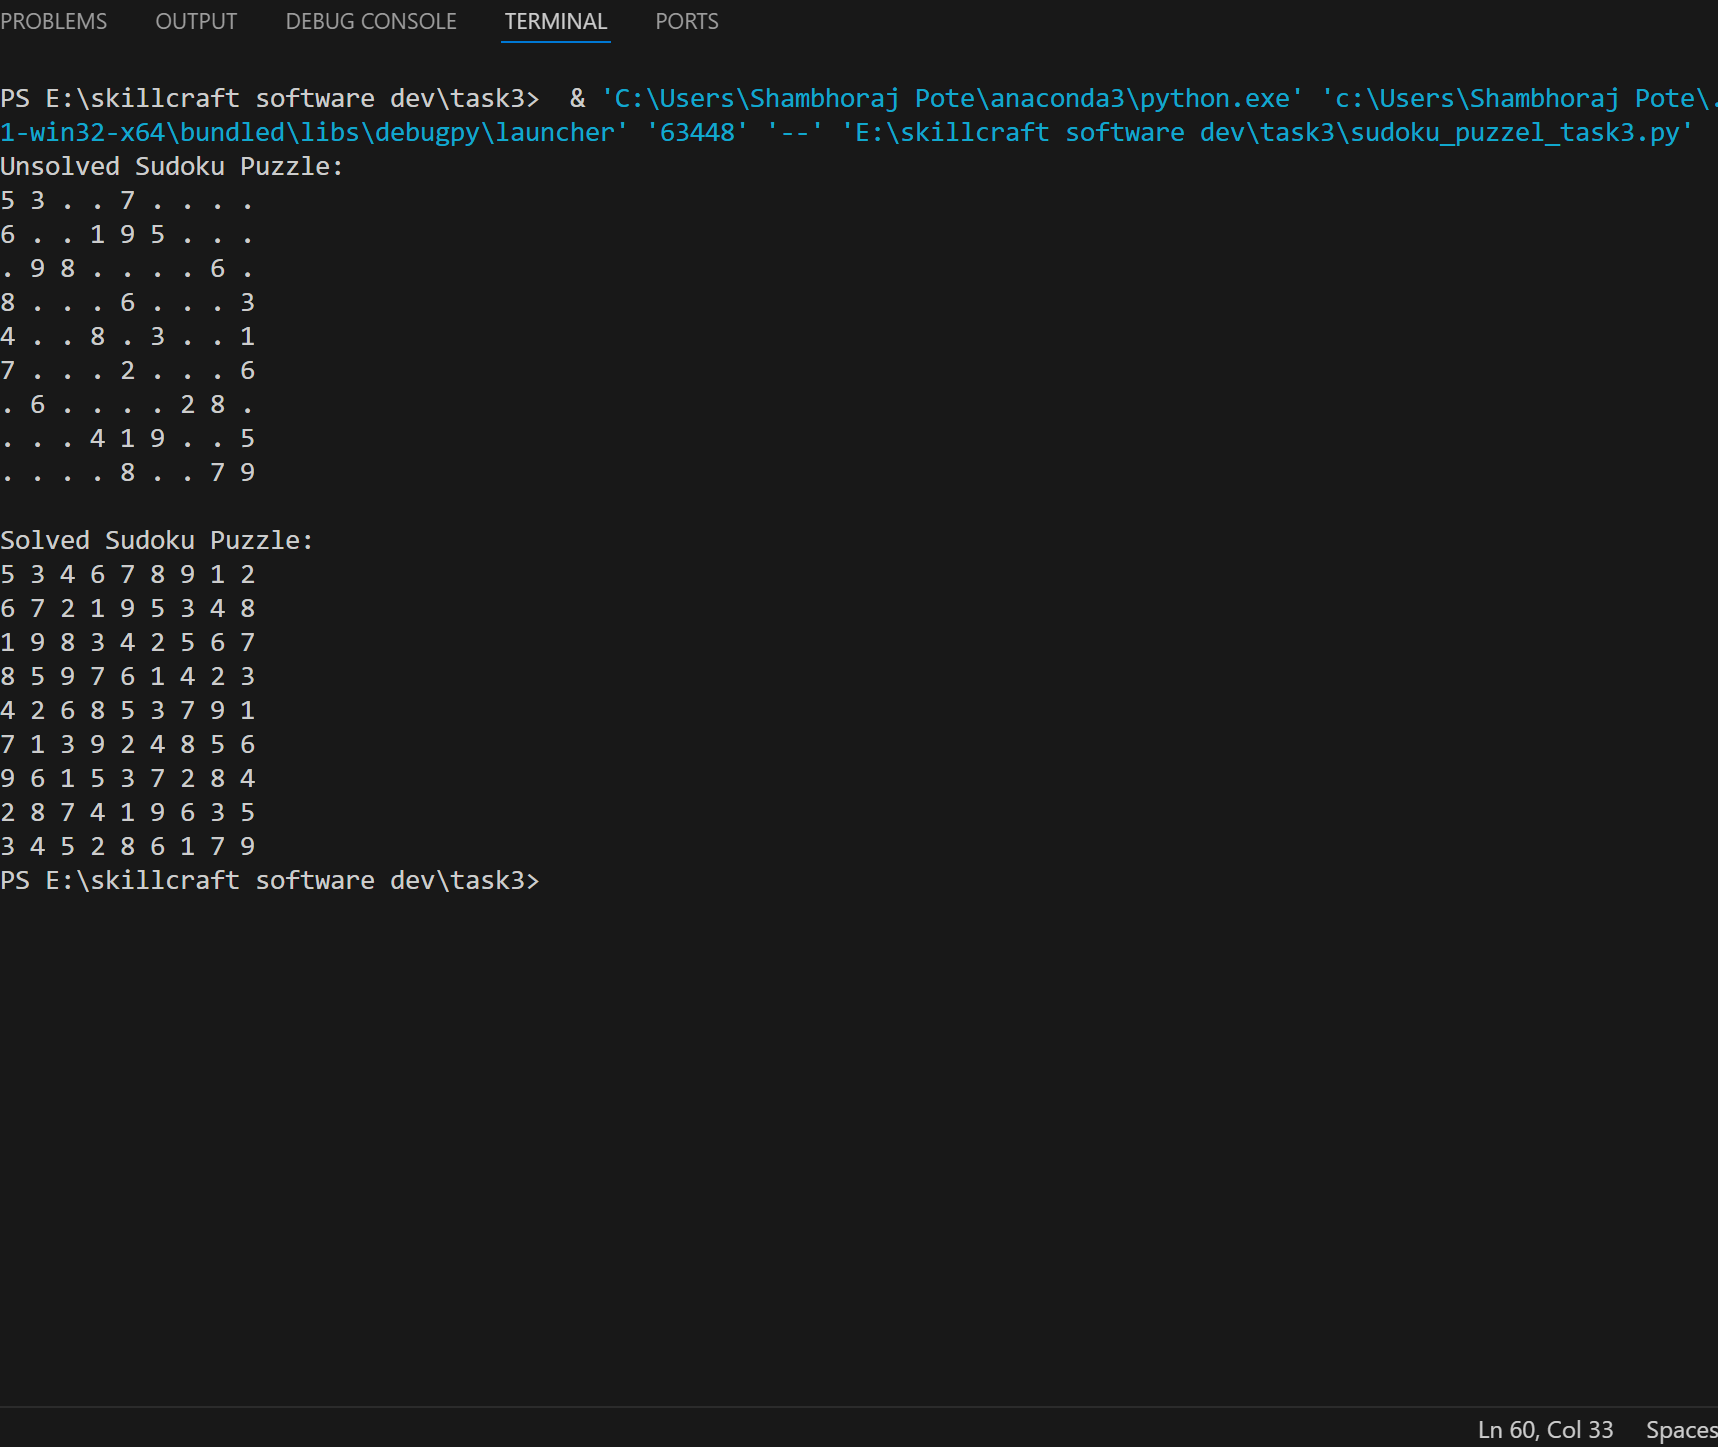 PROBLEMS OUTPUT DEBUG CONSOLE TERMINAL PORTS
PS E:\skillcraft software dev\task3>  & 'C:\Users\Shambhoraj Pote\anaconda3\python.exe' 'c:\Users\Shambhoraj Pote\.
1-win32-x64\bundled\libs\debugpy\launcher' '63448' '--' 'E:\skillcraft software dev\task3\sudoku_puzzel_task3.py'
Unsolved Sudoku Puzzle:
5 3 . . 7 . . . .
6 . . 1 9 5 . . .
. 9 8 . . . . 6 .
8 . . . 6 . . . 3
4 . . 8 . 3 . . 1
7 . . . 2 . . . 6
. 6 . . . . 2 8 .
. . . 4 1 9 . . 5
. . . . 8 . . 7 9
Solved Sudoku Puzzle:
5 3 4 6 7 8 9 1 2
6 7 2 1 9 5 3 4 8
1 9 8 3 4 2 5 6 7
8 5 9 7 6 1 4 2 3
4 2 6 8 5 3 7 9 1
7 1 3 9 2 4 8 5 6
9 6 1 5 3 7 2 8 4
2 8 7 4 1 9 6 3 5
3 4 5 2 8 6 1 7 9
PS E:\skillcraft software dev\task3>
Ln 60, Col 33 Spaces